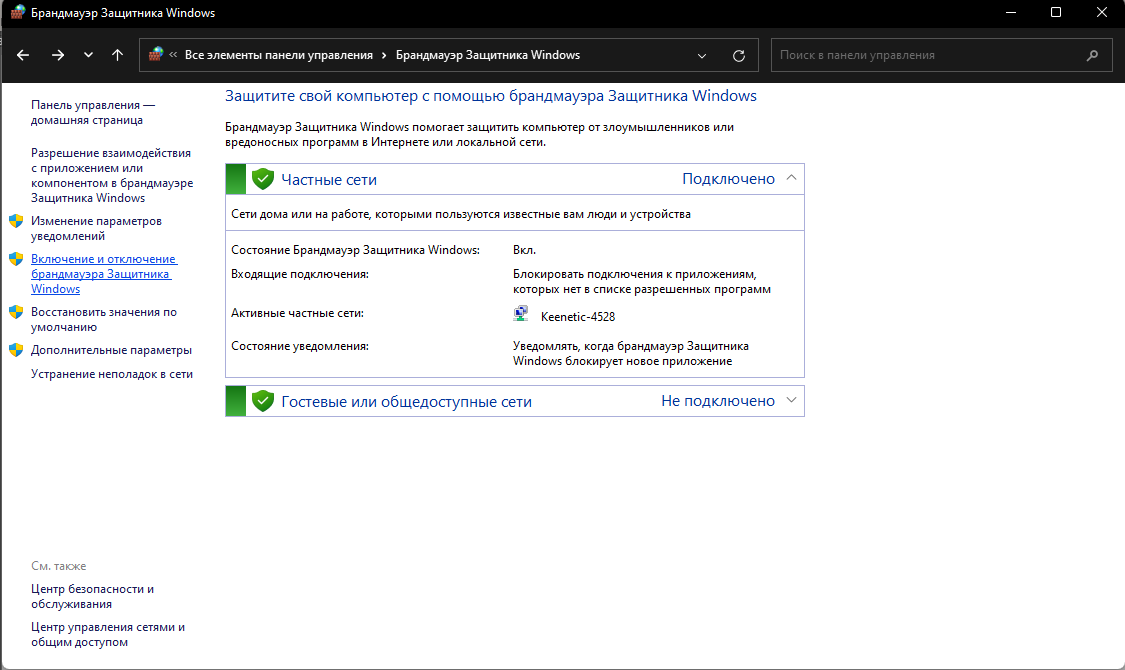 Брандмауэр Защитника Windows
« Все элементы панели управления › Брандмауэр Защитника Windows
Поиск в панели управления
Панель управления —
домашняя страница
Разрешение взаимодействия
с приложением или
компонентом в брандмауэре
Защитника Windows
Изменение параметров
уведомлений
Включение и отключение
брандмауэра Защитника
Windows
Восстановить значения по
умолчанию
Дополнительные параметры
Устранение неполадок в сети
Защитите свой компьютер с помощью брандмауэра Защитника Windows
Брандмауэр Защитника Windows помогает защитить компьютер от злоумышленников или
вредоносных программ в Интернете или локальной сети.
Частные сети Подключено
Сети дома или на работе, которыми пользуются известные вам люди и устройства
Состояние Брандмауэр Защитника Windows: Вкл.
Входящие подключения: Блокировать подключения к приложениям,
которых нет в списке разрешенных программ
Активные частные сети: Keenetic-4528
Состояние уведомления: Уведомлять, когда брандмауэр Защитника
Windows блокирует новое приложение
Гостевые или общедоступные сети Не подключено
См. также
Центр безопасности и
обслуживания
Центр управления сетями и
общим доступом